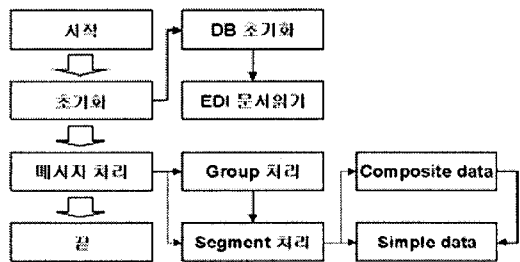 시작
DB 초기화
초기화
EDI 문서읽기
메시지 처리
Group 처리
Composite data
끝
Segment 처리
Simple data